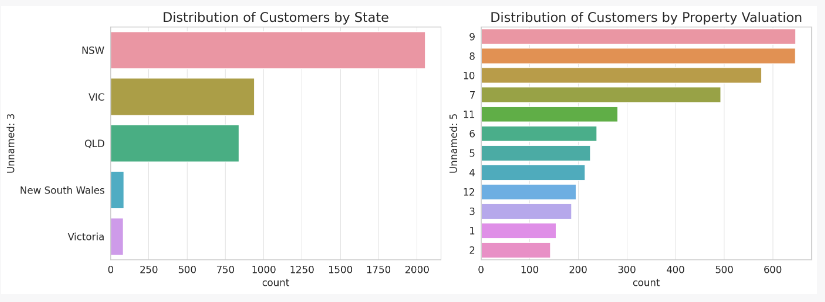 Distribution of Customers by State
Unnamed: 3
NSW
VIC
QLD
New South Wales
Victoria
0 250 500 750 1000 1250 1500 1750 2000
count
Distribution of Customers by Property Valuation
Unnamed: 5
9
8
10
7
11
6
5
4
12
3
1
2
0 100 200 300 400 500 600
count